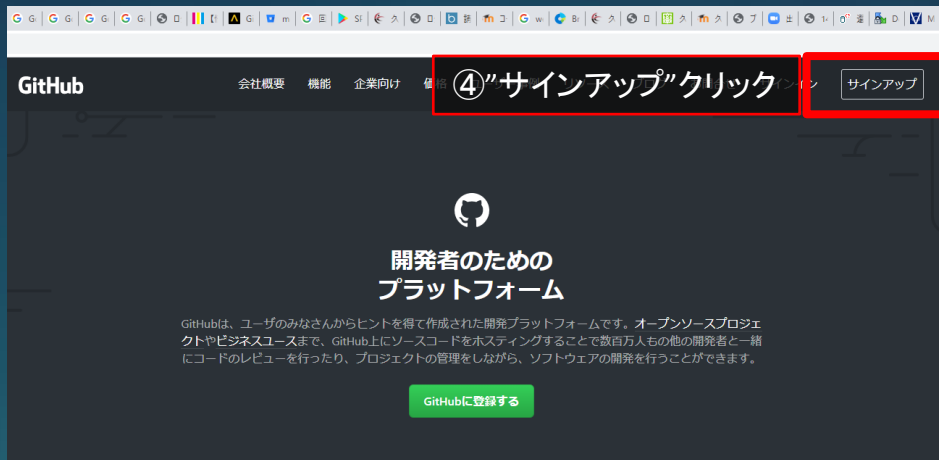 GitHub
会社概要 機能 企業向け
④"サインアップ"クリック
サインアップ
開発者のための
プラットフォーム
GitHubは、ユーザのみなさんからヒントを得て作成された開発プラットフォームです。オープンソースプロジェ
クトやビジネスユースまで、GitHub上にソースコードをホスティングすることで数百万人もの他の開発者と一緒
にコードのレビューを行ったり、プロジェクトの管理をしながら、ソフトウェアの開発を行うことができます。
GitHubに登録する